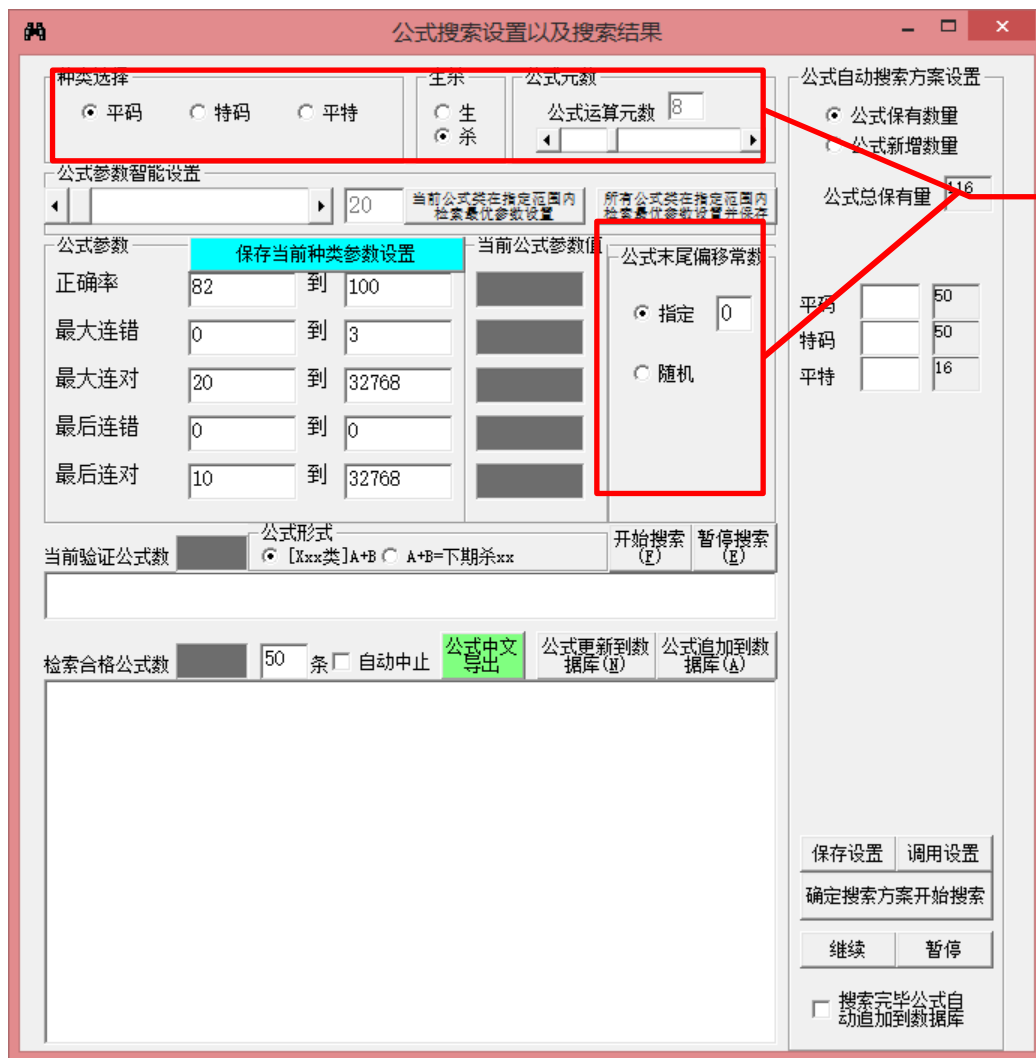 公式搜索设置以及搜索结果
种类选择
平码 特码 平特
生杀
生
杀
公式元数
公式运算元数 8
公式自动搜索方案设置
公式保有数量
公式新增数量
公式总保有量 116
公式参数智能设置
20
当前公式类在指定范围内
检索最优参数设置
所有公式类在指定范围内
检索最优参数设置并保存
公式参数
保存当前种类参数设置
当前公式参数值
公式末尾偏移常数
正确率 82 到 100
最大连错 0 到 3
最大连对 20 到 32768
最后连错 0 到 0
最后连对 10 到 32768
指定 0
随机
平码 50
特码 50
平特 16
当前验证公式数
公式形式
[Xxx类]A+B A+B=下期杀xx
开始搜索
(F)
暂停搜索
(E)
检索合格公式数 50 条 自动中止
公式中文
导出
公式更新到数
据库(N)
公式追加到数
据库(A)
保存设置 调用设置
确定搜索方案开始搜索
继续 暂停
搜索完毕公式自
动追加到数据库